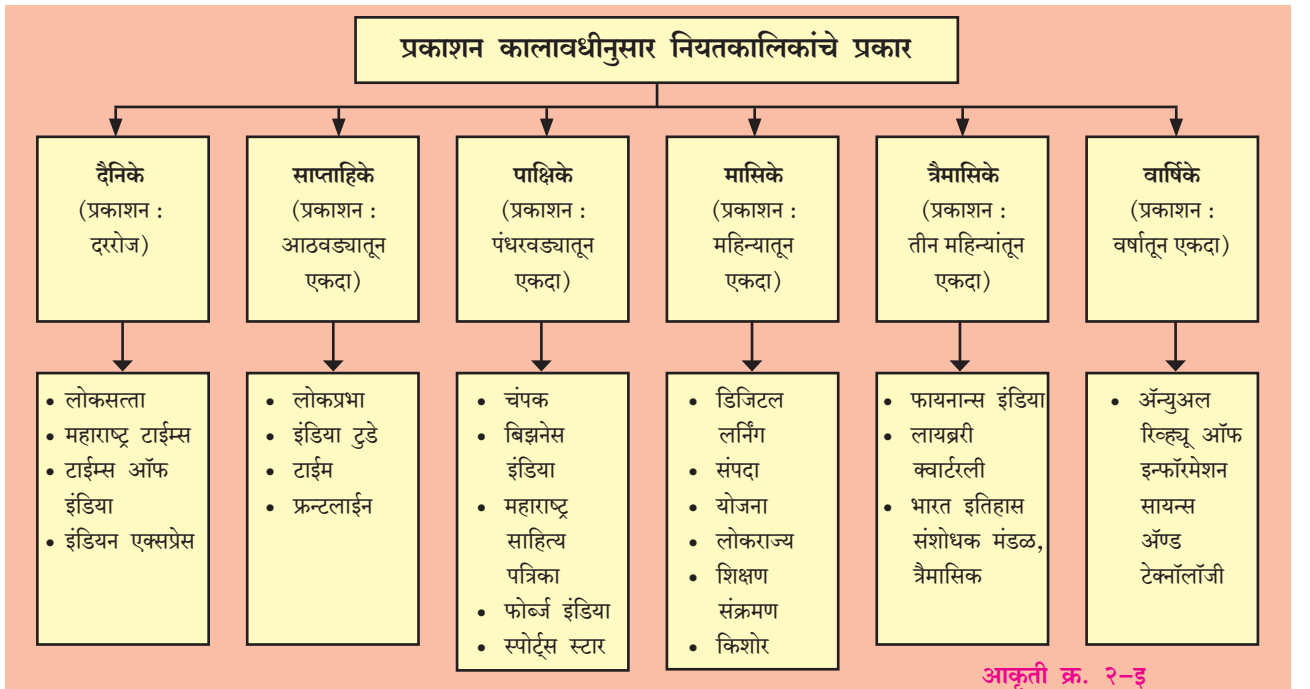 प्रकाशन कालावधीनुसार नियतकालिकांचे प्रकार
दैनिके
(प्रकाशन :
दररोज)
साप्ताहिके
(प्रकाशन :
आठवड्यातून
एकदा)
पाक्षिके
(प्रकाशन :
पंधरवड्यातून
एकदा)
मासिके
(प्रकाशन :
महिन्यातून
एकदा)
त्रैमासिके
(प्रकाशन :
तीन महिन्यांतून
एकदा)
वार्षिके
(प्रकाशन :
वर्षातून एकदा)
• लोकसत्ता
• महाराष्ट्र टाईम्स
• टाईम्स ऑफ
इंडिया
• इंडियन एक्सप्रेस
• लोकप्रभा
• इंडिया टुडे
• टाईम
• फ्रन्टलाईन
• चंपक
• बिझनेस
इंडिया
• महाराष्ट्र
साहित्य
पत्रिका
• फोर्ब्ज इंडिया
• स्पोर्ट्स स्टार
• डिजिटल
लर्निंग
• संपदा
• योजना
• लोकराज्य
• शिक्षण
संक्रमण
• किशोर
• फायनान्स इंडिया
• लायब्ररी
क्वार्टरली
• भारत इतिहास
संशोधक मंडळ,
त्रैमासिक
• ॲन्युअल
रिव्ह्यू ऑफ
इन्फॉरमेशन
सायन्स
ॲण्ड
टेक्नॉलॉजी
आकृती क्र. २–इ